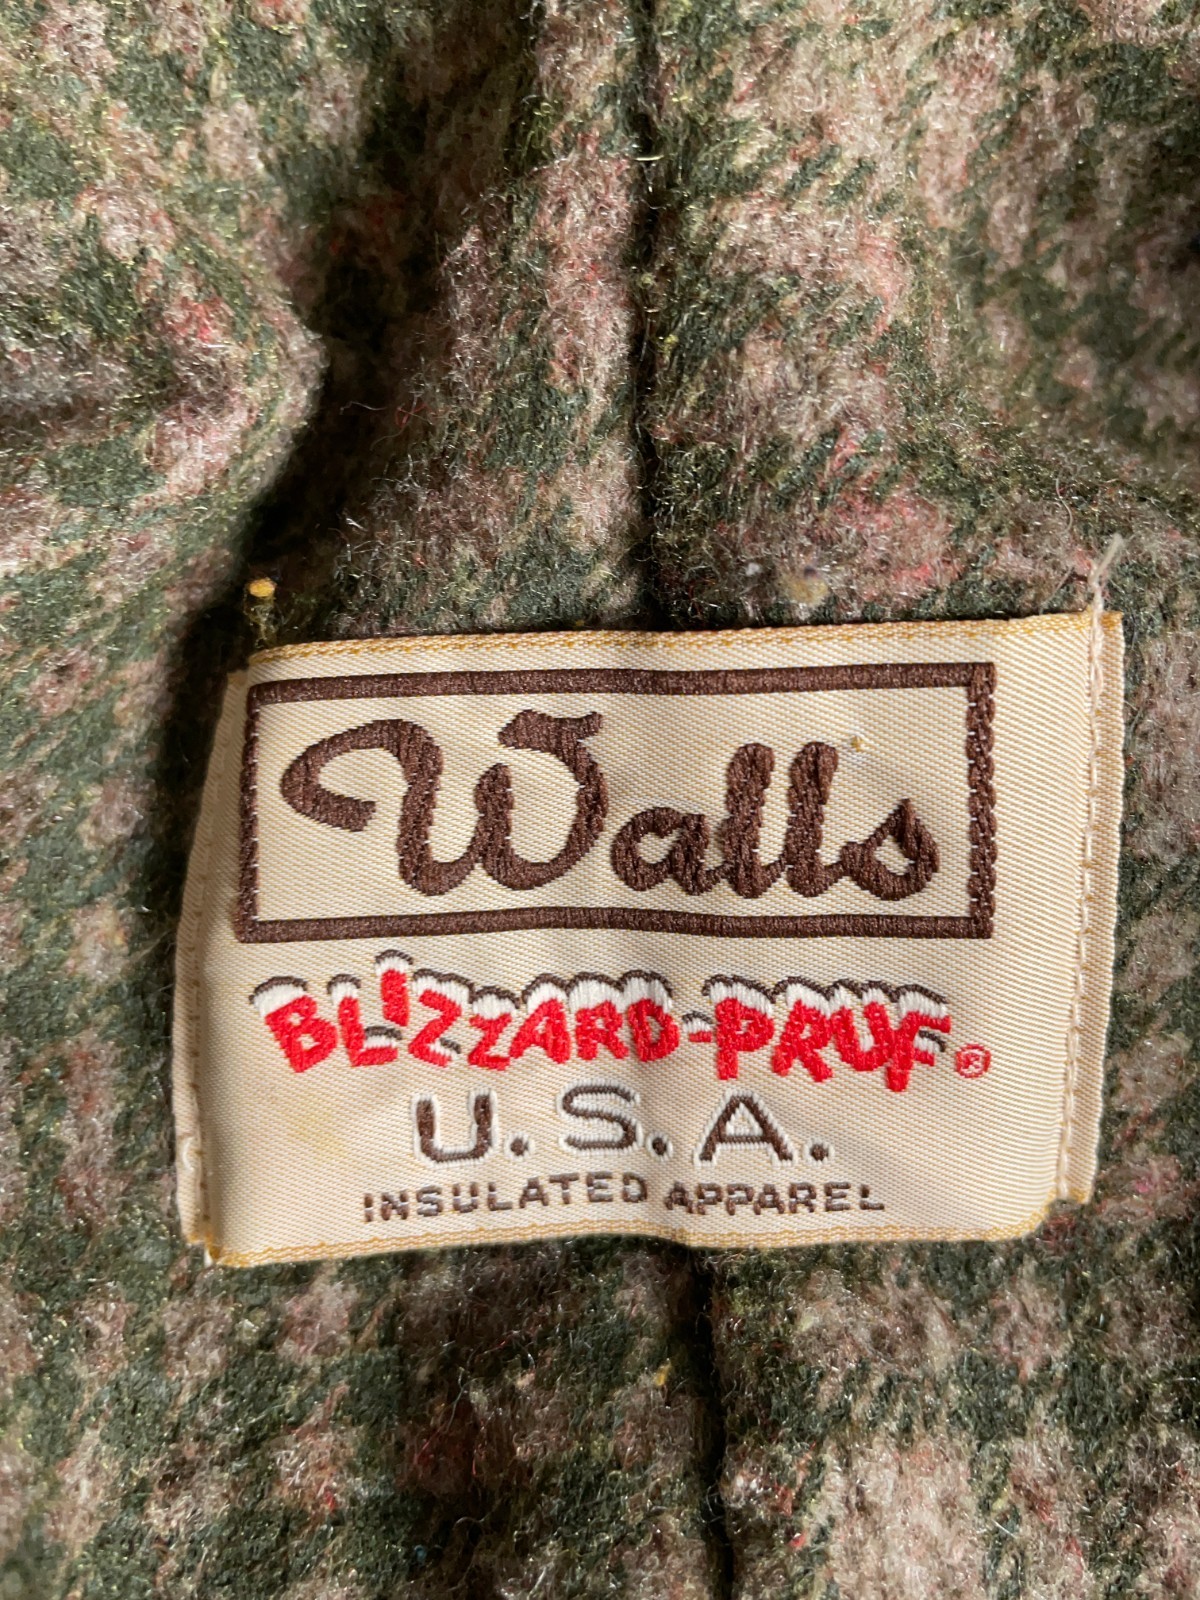 Walls
BLIZZARD-PRUF®
U.S.A.
INSULATED APPAREL